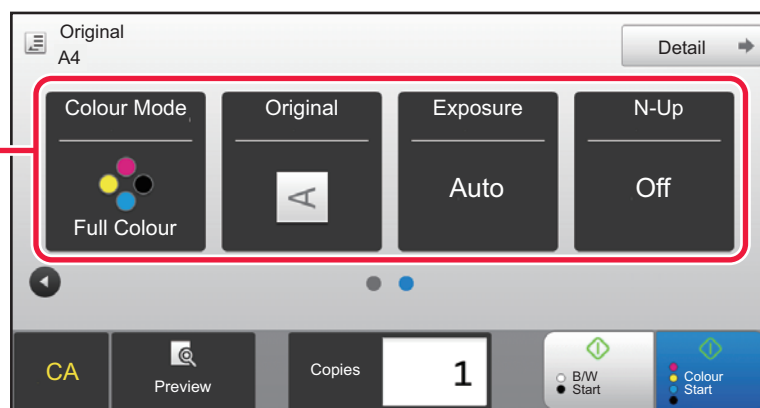 Original
A4
Detail
Colour Mode
Original
Exposure
N-Up
A
Auto
Off
Full Colour
CA
Preview
Copies
1
B/W
Start
Colour
Start